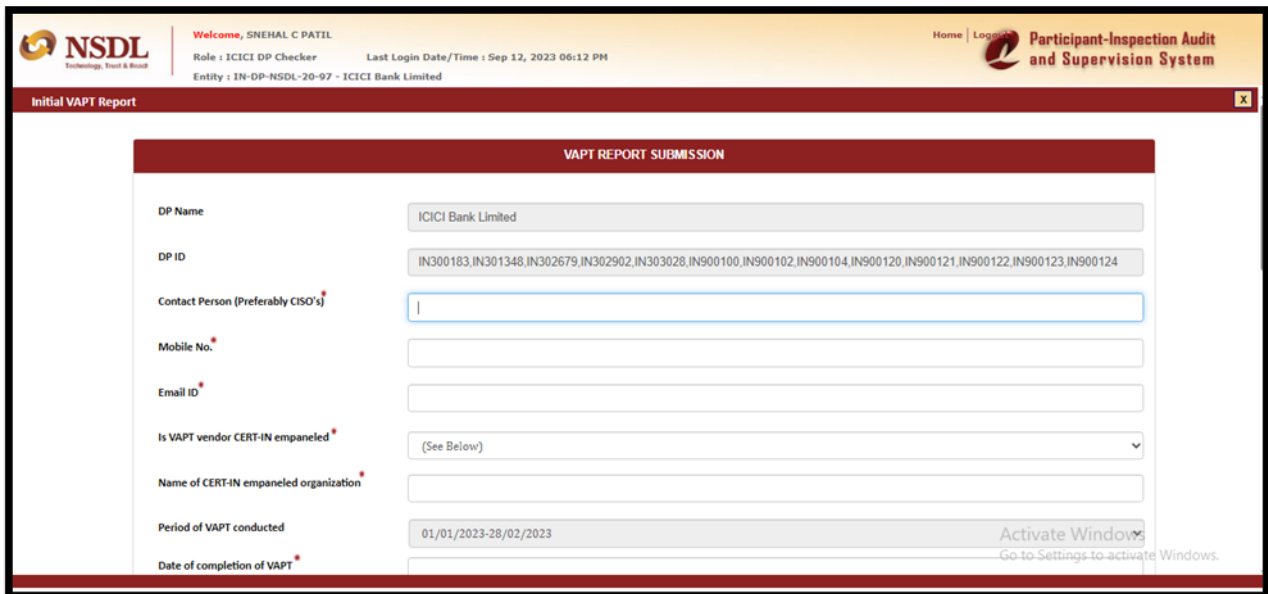 NSDL
Technology, Trust & Reach
Welcome, SNEHAL C PATIL
Role : ICICI DP Checker Last Login Date/Time : Sep 12, 2023 06:12 PM
Entity : IN-DP-NSDL-20-97 - ICICI Bank Limited
Home | Logout
Participant-Inspection Audit
and Supervision System
Initial VAPT Report X
VAPT REPORT SUBMISSION
DP Name ICICI Bank Limited
DP ID IN300183,IN301348,IN302679,IN302902,IN303028,IN900100,IN900102,IN900104,IN900120,IN900121,IN900122,IN900123,IN900124
Contact Person (Preferably CISO's)*
Mobile No.*
Email ID*
Is VAPT vendor CERT-IN empaneled * (See Below)
Name of CERT-IN empaneled organization*
Period of VAPT conducted 01/01/2023-28/02/2023
Date of completion of VAPT *
Activate Windows
Go to Settings to activate Windows.